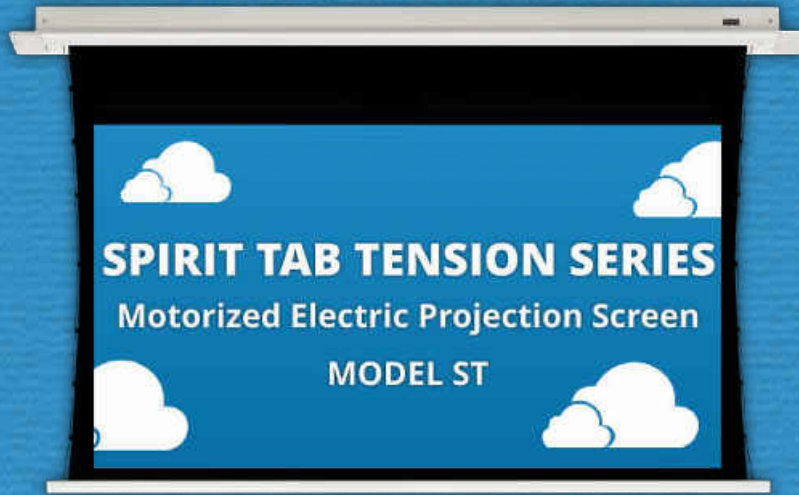 SPIRIT TAB TENSION SERIES
Motorized Electric Projection Screen
MODEL ST